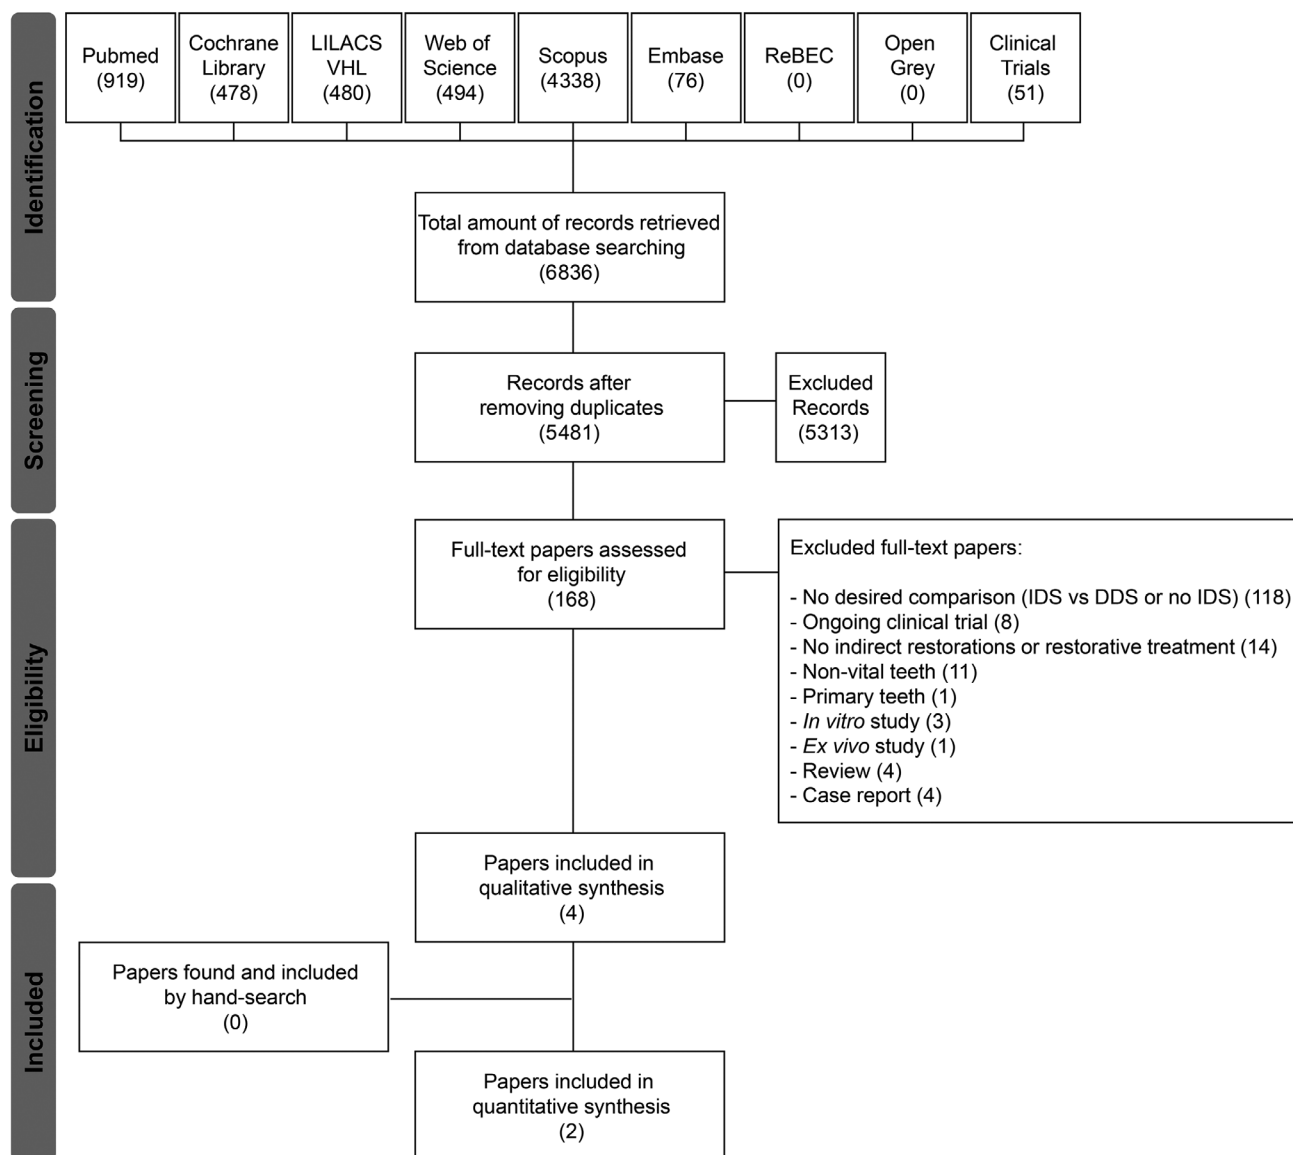 Identification
Pubmed
(919)
Cochrane
Library
(478)
LILACS
VHL
(480)
Web of
Science
(494)
Scopus
(4338)
Embase
(76)
ReBEC
(0)
Open
Grey
(0)
Clinical
Trials
(51)
Total amount of records retrieved
from database searching
(6836)
Screening
Records after
removing duplicates
(5481)
Excluded
Records
(5313)
Eligibility
Full-text papers assessed
for eligibility
(168)
Excluded full-text papers:
- No desired comparison (IDS vs DDS or no IDS) (118)
- Ongoing clinical trial (8)
- No indirect restorations or restorative treatment (14)
- Non-vital teeth (11)
- Primary teeth (1)
- In vitro study (3)
- Ex vivo study (1)
- Review (4)
- Case report (4)
Papers included in
qualitative synthesis
(4)
Included
Papers found and included
by hand-search
(0)
Papers included in
quantitative synthesis
(2)